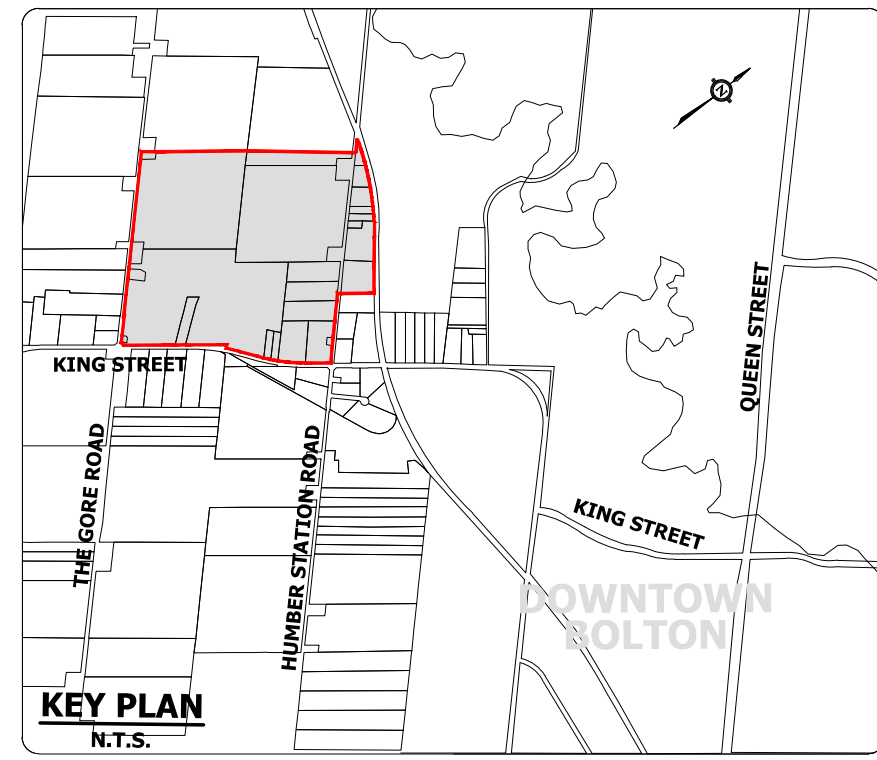 N
QUEEN STREET
KING STREET
THE GORE ROAD
HUMBER STATION ROAD
KING STREET
DOWNTOWN
BOLTON
KEY PLAN
N.T.S.